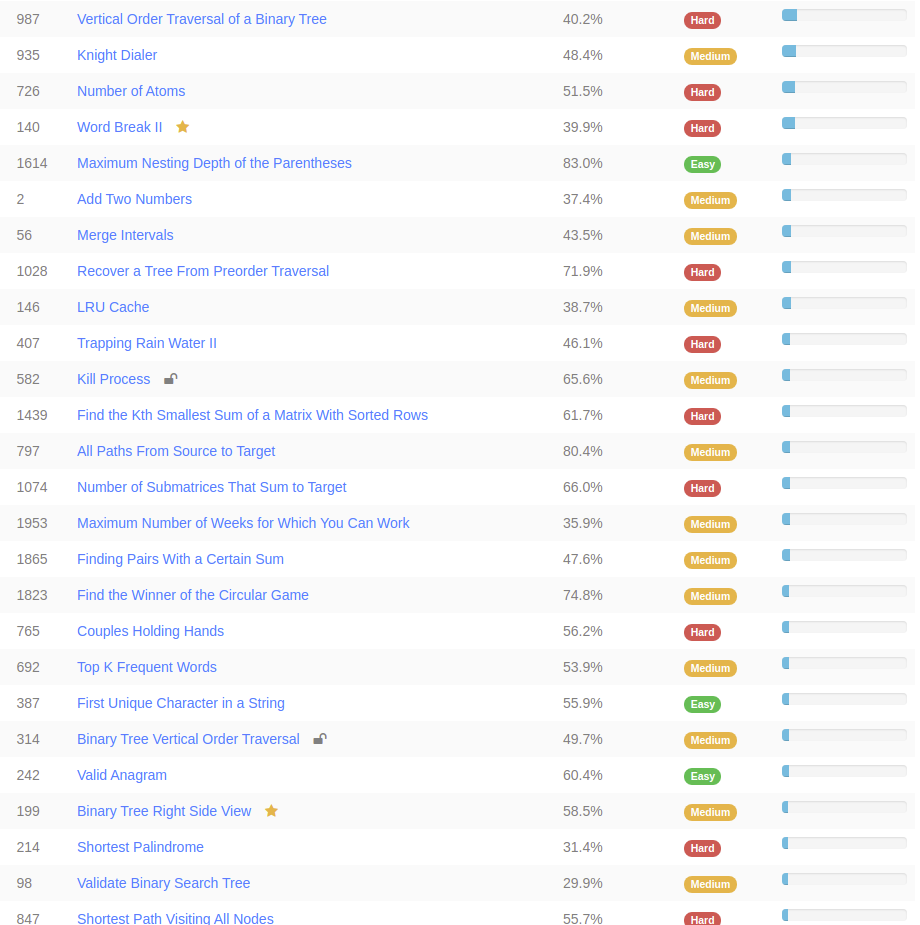 987 Vertical Order Traversal of a Binary Tree 40.2% Hard
935 Knight Dialer 48.4% Medium
726 Number of Atoms 51.5% Hard
140 Word Break II 39.9% Hard
1614 Maximum Nesting Depth of the Parentheses 83.0% Easy
2 Add Two Numbers 37.4% Medium
56 Merge Intervals 43.5% Medium
1028 Recover a Tree From Preorder Traversal 71.9% Hard
146 LRU Cache 38.7% Medium
407 Trapping Rain Water II 46.1% Hard
582 Kill Process 65.6% Medium
1439 Find the Kth Smallest Sum of a Matrix With Sorted Rows 61.7% Hard
797 All Paths From Source to Target 80.4% Medium
1074 Number of Submatrices That Sum to Target 66.0% Hard
1953 Maximum Number of Weeks for Which You Can Work 35.9% Medium
1865 Finding Pairs With a Certain Sum 47.6% Medium
1823 Find the Winner of the Circular Game 74.8% Medium
765 Couples Holding Hands 56.2% Hard
692 Top K Frequent Words 53.9% Medium
387 First Unique Character in a String 55.9% Easy
314 Binary Tree Vertical Order Traversal 49.7% Medium
242 Valid Anagram 60.4% Easy
199 Binary Tree Right Side View 58.5% Medium
214 Shortest Palindrome 31.4% Hard
98 Validate Binary Search Tree 29.9% Medium
847 Shortest Path Visiting All Nodes 55.7% Hard